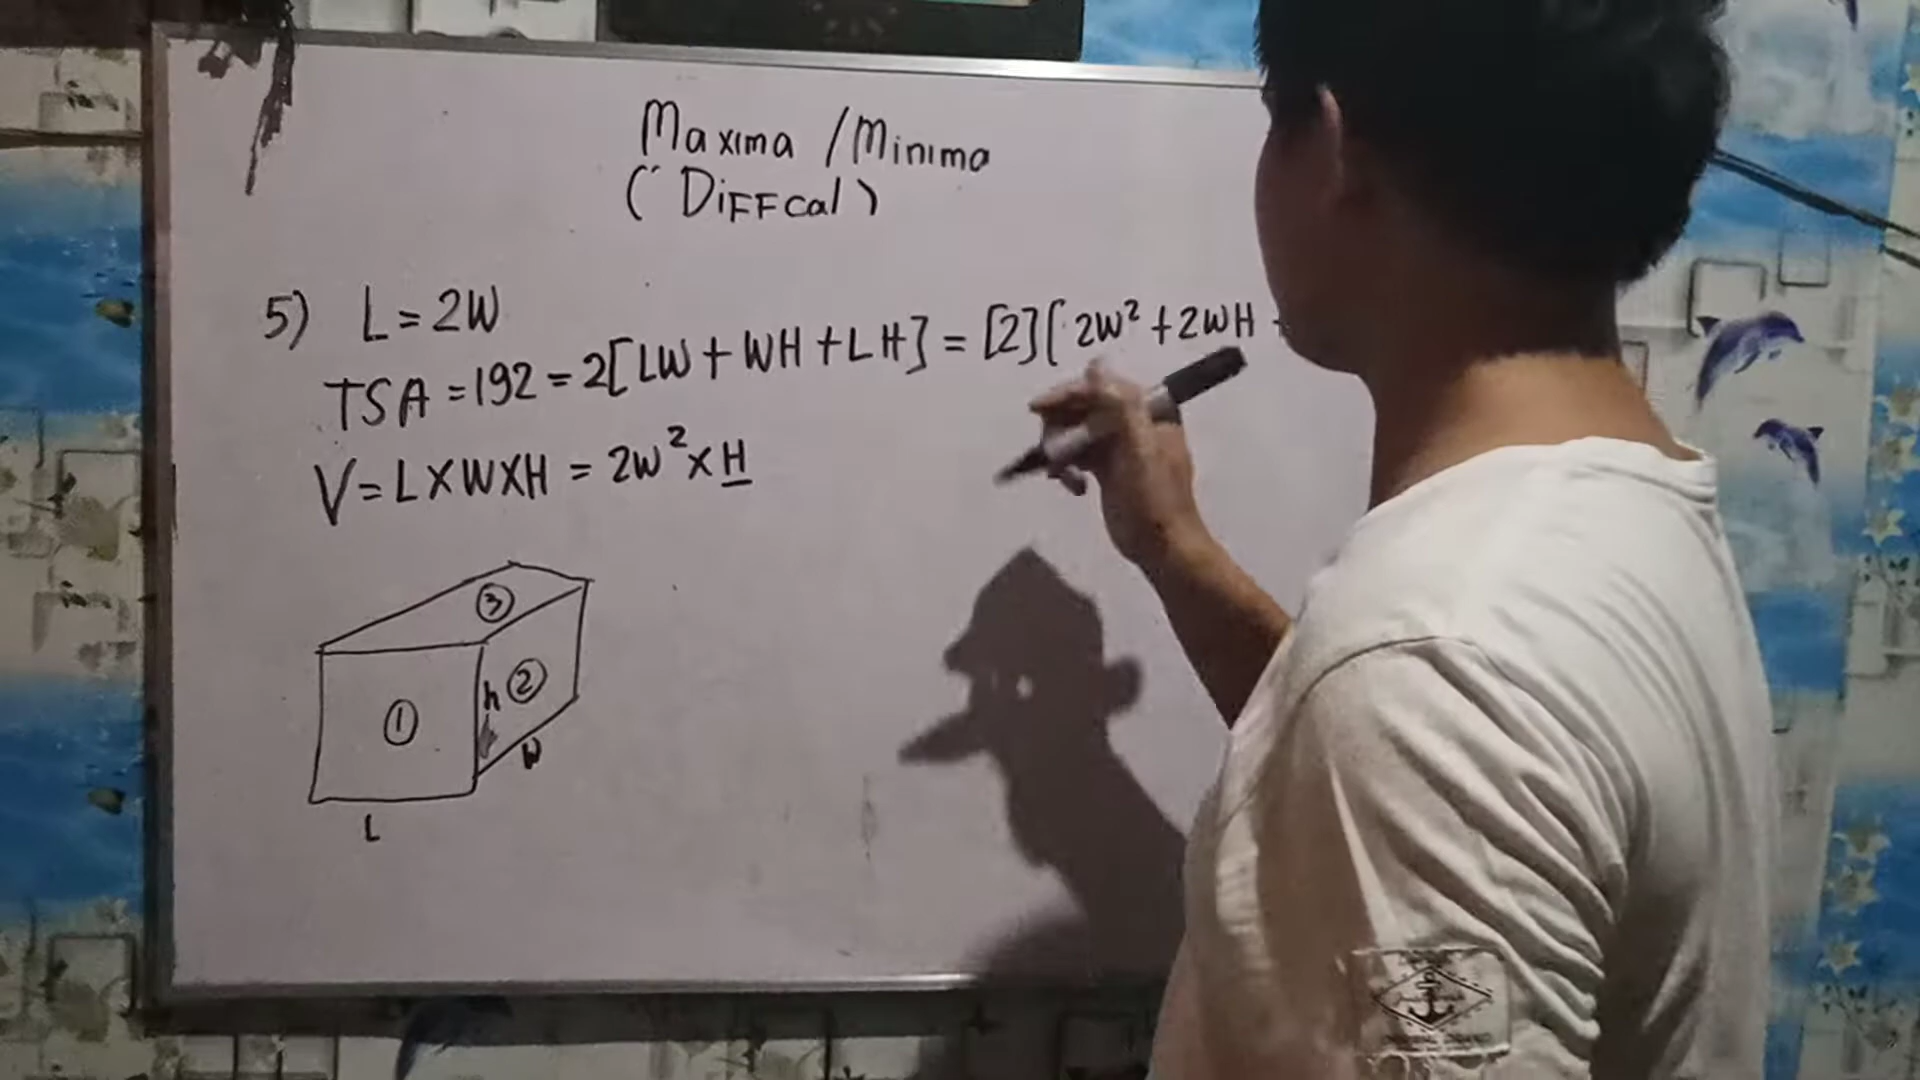 Maxima / Minima
(DiFFcal)
5) L = 2W
TSA = 192 = 2[LW + WH + LH] = [2][2W² + 2WH +
V = L X W X H = 2W² X H
3
1
h 2
W
L